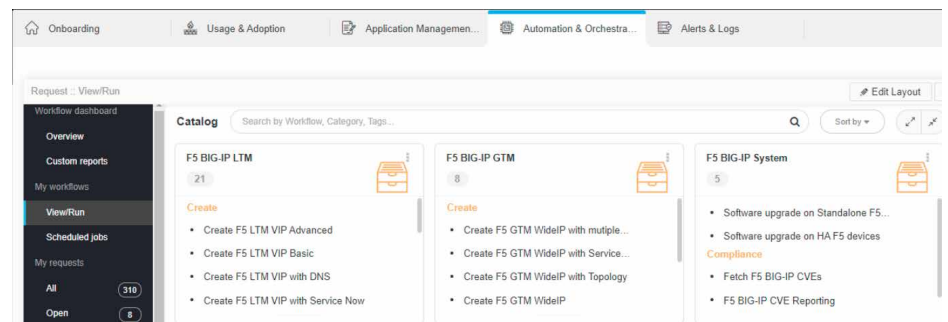 Onboarding
Usage & Adoption
Application Managemen...
Automation & Orchestra...
Alerts & Logs
Request :: View/Run
Edit Layout
Workflow dashboard
Overview
Custom reports
My workflows
View/Run
Scheduled jobs
My requests
All 310
Open 8
Catalog
Search by Workflow, Category, Tags...
Sort by
F5 BIG-IP LTM
21
Create
• Create F5 LTM VIP Advanced
• Create F5 LTM VIP Basic
• Create F5 LTM VIP with DNS
• Create F5 LTM VIP with Service Now
F5 BIG-IP GTM
8
Create
• Create F5 GTM WideIP with mutiple...
• Create F5 GTM WideIP with Service...
• Create F5 GTM WideIP with Topology
• Create F5 GTM WideIP
F5 BIG-IP System
5
• Software upgrade on Standalone F5...
• Software upgrade on HA F5 devices
Compliance
• Fetch F5 BIG-IP CVEs
• F5 BIG-IP CVE Reporting